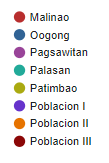 Malinao
Oogong
Pagsawitan
Palasan
Patimbao
Poblacion I
Poblacion II
Poblacion III